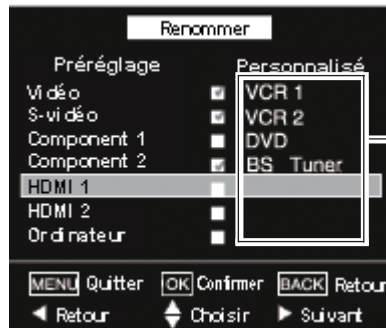 Renommer
Préréglage Personnalisé
Vidéo VCR 1
S-vidéo VCR 2
Component 1 DVD
Component 2 BS Tuner
HDMI 1
HDMI 2
Ordinateur
MENU Quitter OK Confirmer BACK Retour
Retour Choisir Suivant